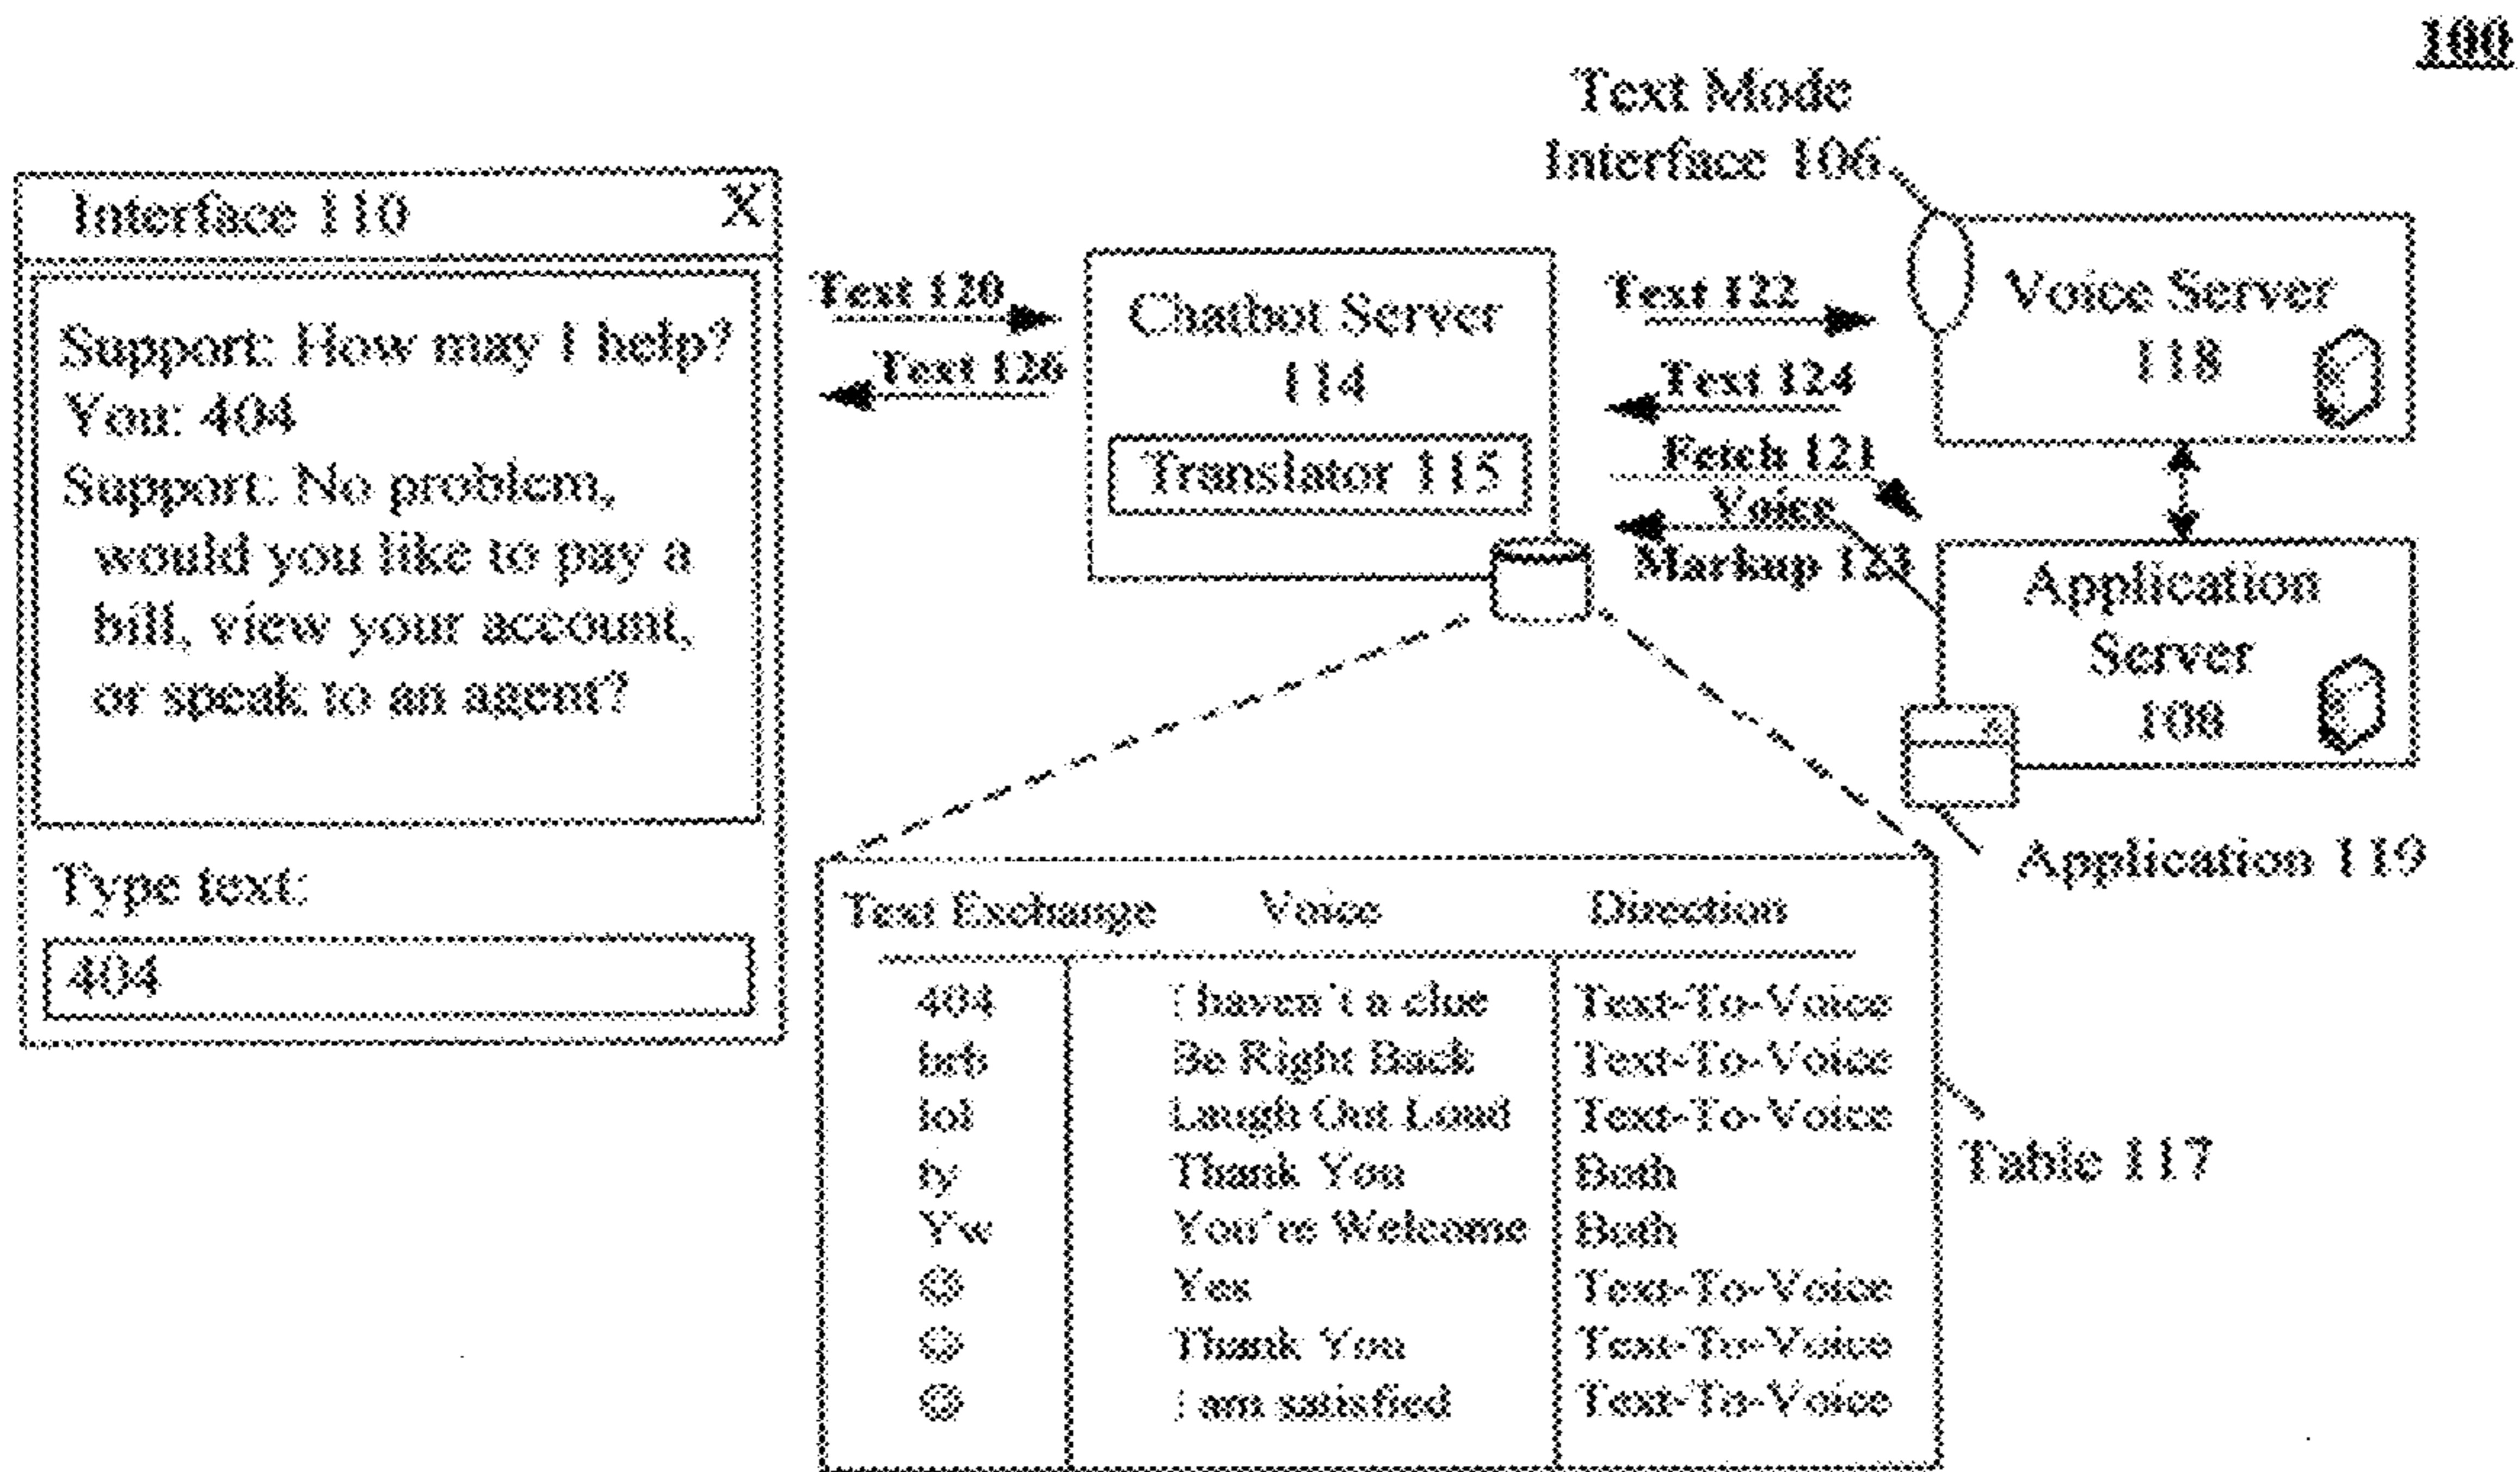 100
Text Mode
Interface 106
Interface 110 X
Support: How may I help?
You: 404
Support: No problem,
would you like to pay a
bill, view your account,
or speak to an agent?
Type text:
404
Text 120
Text 126
Chatbot Server
114
Translator 115
Text 122
Text 124
Fetch 121
Voice
Markup 123
Voice Server
118
Application
Server
108
Application 119
Text Exchange Voice Direction
404 I haven't a clue Text-To-Voice
brb Be Right Back Text-To-Voice
lol Laugh Out Loud Text-To-Voice
ty Thank You Both
Yw You're Welcome Both
☺ Yes Text-To-Voice
☺ Thank You Text-To-Voice
☺ I am satisfied Text-To-Voice
Table 117